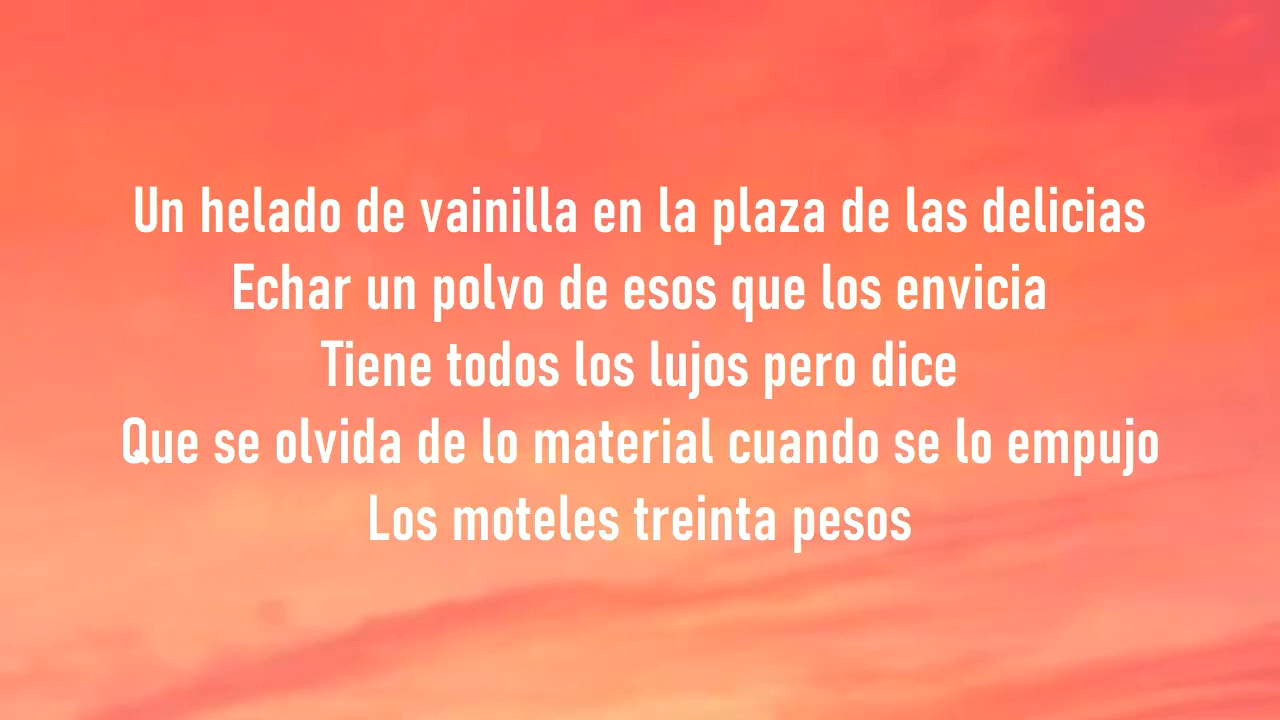 Un helado de vainilla en la plaza de las delicias
Echar un polvo de esos que los envicia
Tiene todos los lujos pero dice
Que se olvida de lo material cuando se lo empujo
Los moteles treinta pesos